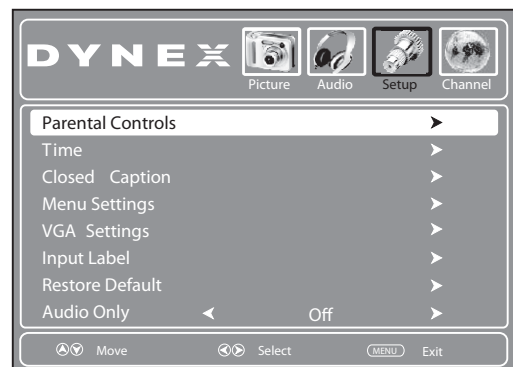 DYNEX
Picture Audio Setup Channel
Parental Controls
Time
Closed Caption
Menu Settings
VGA Settings
Input Label
Restore Default
Audio Only Off
Move Select MENU Exit